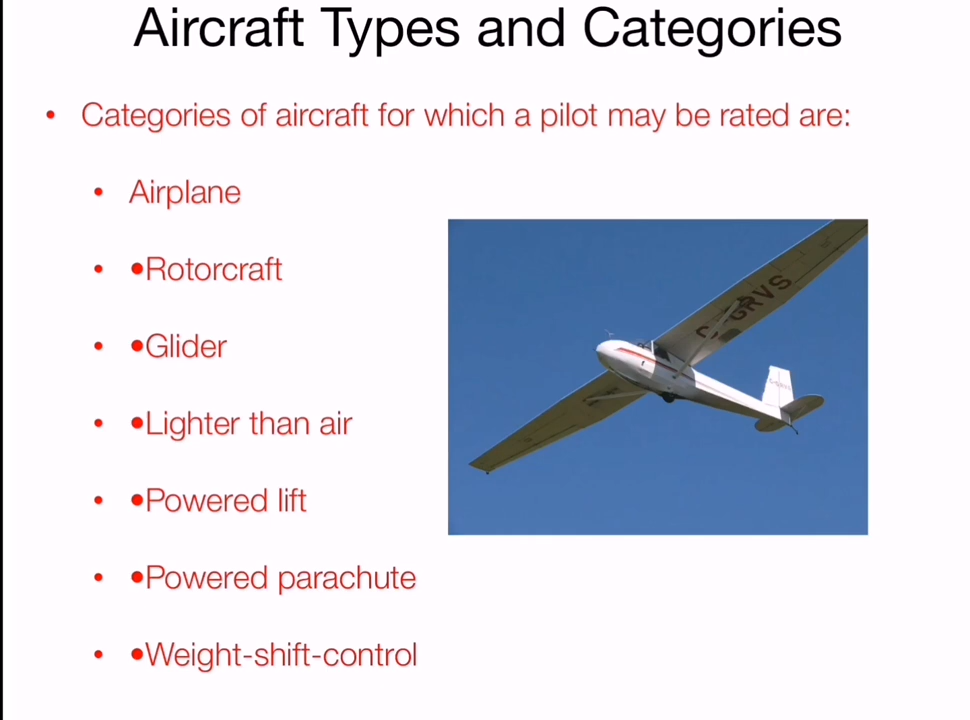 Aircraft Types and Categories
• Categories of aircraft for which a pilot may be rated are:
• Airplane
• •Rotorcraft
• •Glider
• •Lighter than air
• •Powered lift
• •Powered parachute
• •Weight-shift-control
GRVS